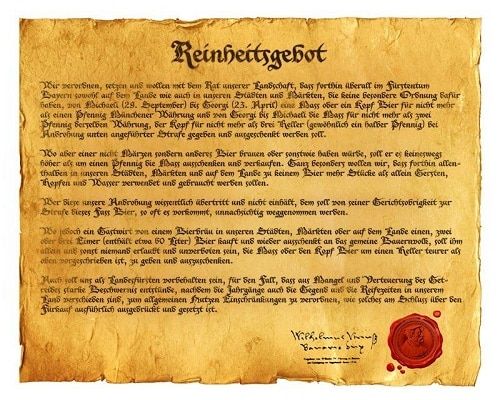 Reinheitsgebot
Wir verordnen, setzen und wollen mit dem Rat unserer Landschaft, dass forthin überall im Fürstentum
Bayern sowohl auf dem Lande wie auch in unseren Städten und Märkten, die keine besondere Ordnung dafür
haben, von Michaeli (29. September) bis Georgi (23. April) eine Mass oder ein Kopf Bier für nicht mehr
als einen Pfennig Münchener Währung und von Georgi bis Michaeli die Mass für nicht mehr als zwei
Pfennig derselben Währung, der Kopf für nicht mehr als drei Heller (gewöhnlich ein halber Pfennig) bei
Androhung unten angeführter Strafe gegeben und ausgeschenkt werden soll.
Wo aber einer nicht Märzen sondern anderes Bier brauen oder sonstwie haben würde, soll er es keineswegs
höher als um einen Pfennig die Mass ausschenken und verkaufen. Ganz besonders wollen wir, dass forthin allent-
halben in unseren Städten, Märkten und auf dem Lande zu keinem Bier mehr Stücke als allein Gersten,
Hopfen und Wasser verwendet und gebraucht werden sollen.
Wer diese unsere Androhung wissentlich übertritt und nicht einhält, dem soll von seiner Gerichtsobrigkeit zur
Strafe dieses Fass Bier, so oft es vorkommt, unnachsichtig weggenommen werden.
Wo jedoch ein Gastwirt von einem Bierbräu in unseren Städten, Märkten oder auf dem Lande einen, zwei
oder drei Eimer (enthält etwa 60 Liter) Bier kauft und wieder ausschenkt an das gemeine Bauernvolk, soll ihm
allein und sonst niemand erlaubt und unverboten sein, die Mass oder den Kopf Bier um einen Heller teurer als
oben vorgeschrieben ist, zu geben und auszuschenken.
Auch soll uns als Landesfürsten vorbehalten sein, für den Fall, dass aus Mangel und Verteuerung des Get-
reides starke Beschwernis entstünde, nachdem die Jahrgänge auch die Gegend und die Reifezeiten in unserem
Land verschieden sind, zum allgemeinen Nutzen Einschränkungen zu verordnen, wie solches am Schluss über den
Fürkauf ausführlich ausgedrückt und gesetzt ist.